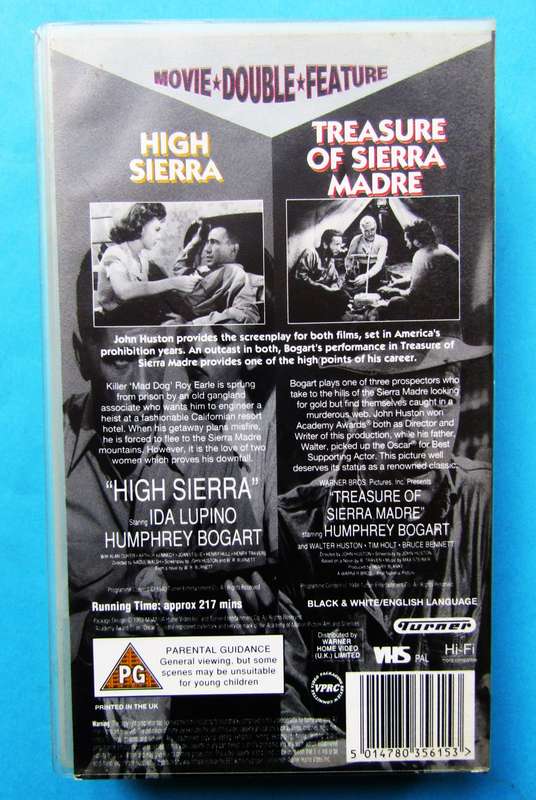 MOVIE★DOUBLE★FEATURE
HIGH
SIERRA
TREASURE
OF SIERRA
MADRE
John Huston provides the screenplay for both films, set in America's
prohibition years. An outcast in both, Bogart's performance in Treasure of
Sierra Madre provides one of the high points of his career.
Killer 'Mad Dog' Roy Earle is sprung
from prison by an old gangland
associate who wants him to engineer a
heist at a fashionable Californian resort
hotel. When his getaway plans misfire,
he is forced to flee to the Sierra Madre
mountains. However, it is the love of two
women which proves his downfall.
"HIGH SIERRA"
Starring IDA LUPINO
HUMPHREY BOGART
Bogart plays one of three prospectors who
take to the hills of the Sierra Madre looking
for gold but find themselves caught in a
murderous web. John Huston won
Academy Awards® both as Director and
Writer of this production, while his father,
Walter, picked up the Oscar® for Best
Supporting Actor. This picture well
deserves its status as a renowned classic.
WARNER BROS. Pictures, Inc. Presents
"TREASURE OF
SIERRA MADRE"
starring HUMPHREY BOGART
and WALTER HUSTON • TIM HOLT • BRUCE BENNETT
Directed by JOHN HUSTON
Running Time: approx 217 mins
BLACK & WHITE/ENGLISH LANGUAGE
Turner
Distributed by
WARNER
HOME VIDEO
(U.K.) LIMITED
VHS PAL
Hi-Fi
PG
PARENTAL GUIDANCE
General viewing, but some
scenes may be unsuitable
for young children
VPRC
PRINTED IN THE UK
5 014780 356153 >